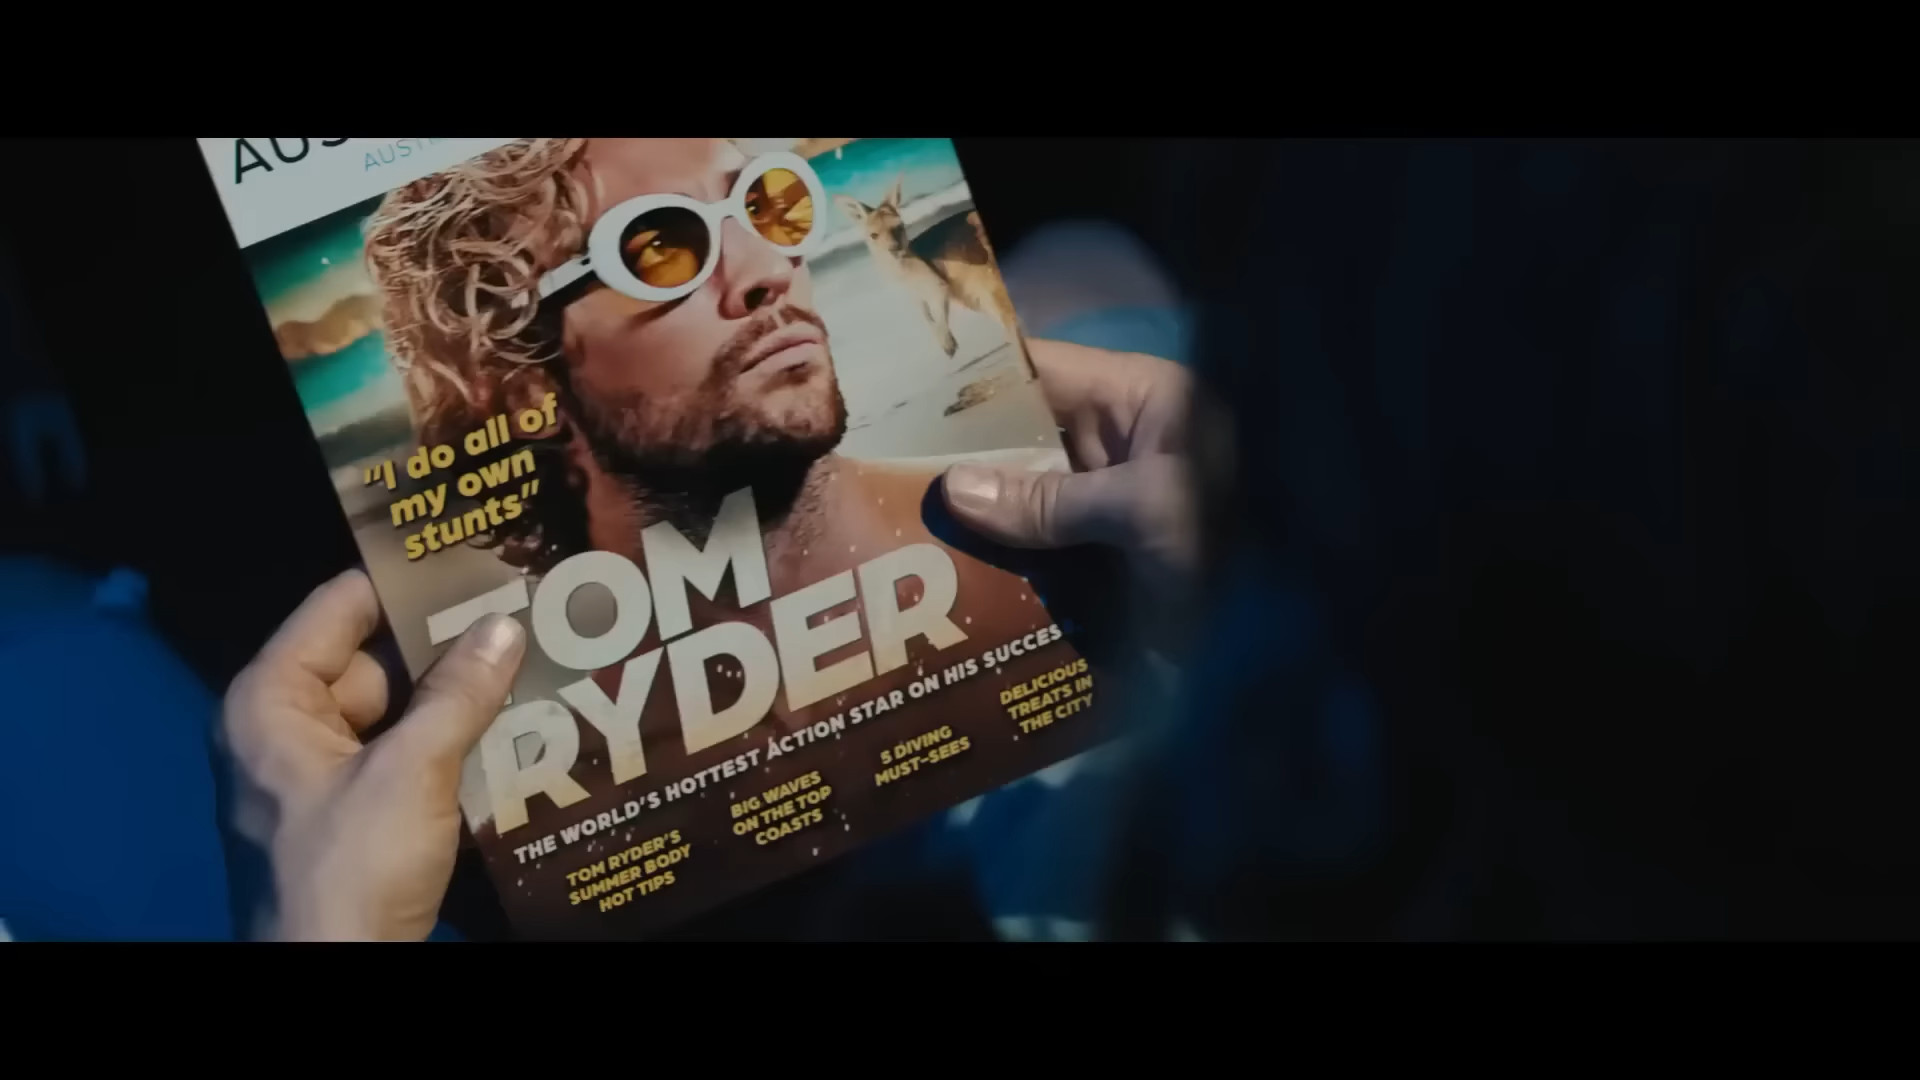 "I do all of
my own
stunts"
TOM
RYDER
THE WORLD'S HOTTEST ACTION STAR ON HIS SUCCES
TOM RYDER'S
SUMMER BODY
HOT TIPS
BIG WAVES
ON THE TOP
COASTS
5 DIVING
MUST-SEES
DELICIOUS
TREATS IN
THE CITY